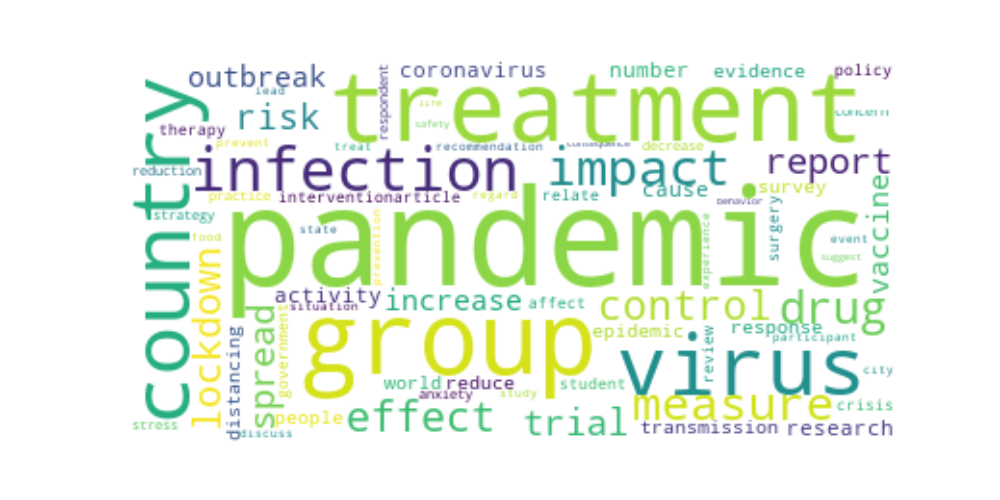 outbreak
lead
respondent
coronavirus
number
evidence
policy
life
treatment
risk
safety
concern
country
therapy
prevent
treat
recommendation
consequence
decrease
infection
impact
report
reduction
cause
survey
practice
intervention
article
regard
relate
behavior
vaccine
strategy
state
pandemic
prevention
experience
surgery
event
food
suggest
lockdown
activity
situation
increase
affect
control
drug
spread
government
group
epidemic
response
participant
distancing
virus
review
world
reduce
student
city
anxiety
study
measure
crisis
people
effect
trial
transmission
research
stress
discuss